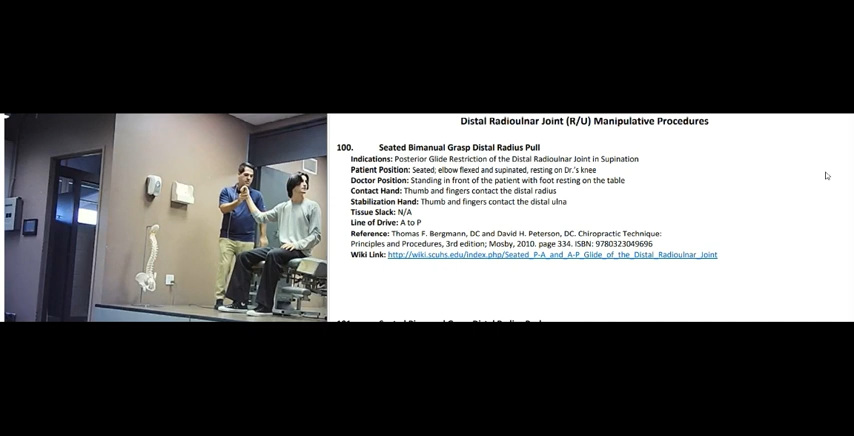 Distal Radioulnar Joint (R/U) Manipulative Procedures
100. Seated Bimanual Grasp Distal Radius Pull
Indications: Posterior Glide Restriction of the Distal Radioulnar Joint in Supination
Patient Position: Seated; elbow flexed and supinated, resting on Dr.'s knee
Doctor Position: Standing in front of the patient with foot resting on the table
Contact Hand: Thumb and fingers contact the distal radius
Stabilization Hand: Thumb and fingers contact the distal ulna
Tissue Slack: N/A
Line of Drive: A to P
Reference: Thomas F. Bergmann, DC and David H. Peterson, DC. Chiropractic Technique:
Principles and Procedures, 3rd edition; Mosby, 2010. page 334. ISBN: 9780323049696
Wiki Link: http://wiki.scuhs.edu/index.php/Seated_P-A_and_A-P_Glide_of_the_Distal_Radioulnar_Joint